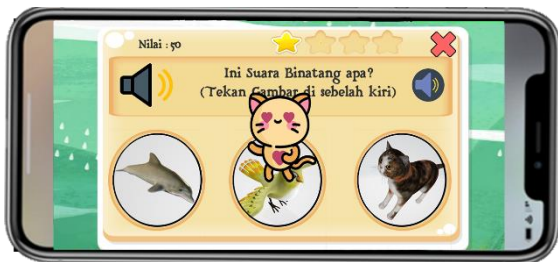 Nilai : 50
Ini Suara Binatang apa?
(Tekan Gambar di sebelah kiri)